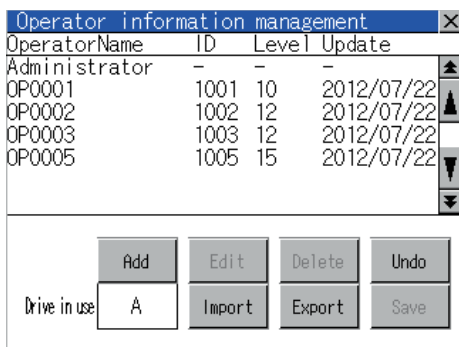 Operator information management ×
OperatorName ID Level Update
Administrator - - -
OP0001 1001 10 2012/07/22
OP0002 1002 12 2012/07/22
OP0003 1003 12 2012/07/22
OP0005 1005 15 2012/07/22
Add Edit Delete Undo
Drive in use A Import Export Save